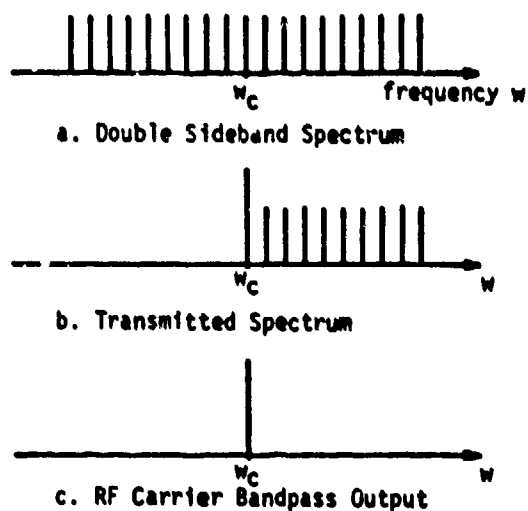 w_c
frequency w
a. Double Sideband Spectrum
w_c
w
b. Transmitted Spectrum
w_c
w
c. RF Carrier Bandpass Output